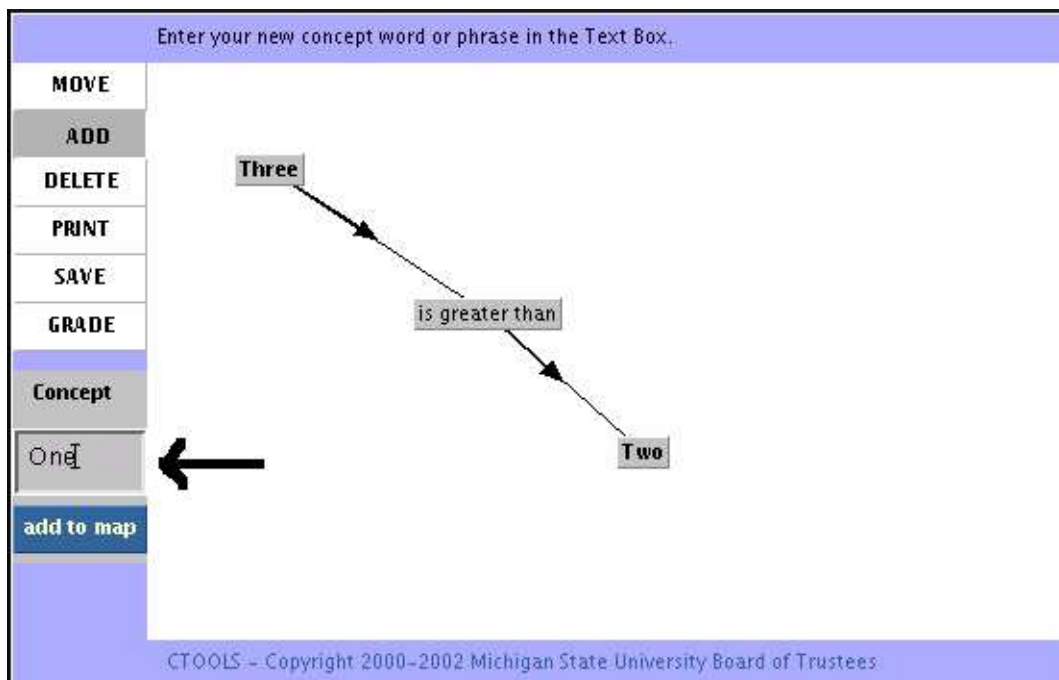 Enter your new concept word or phrase in the Text Box.
MOVE
ADD
DELETE
PRINT
SAVE
GRADE
Concept
One
add to map
Three
is greater than
Two
CTOOLS - Copyright 2000-2002 Michigan State University Board of Trustees